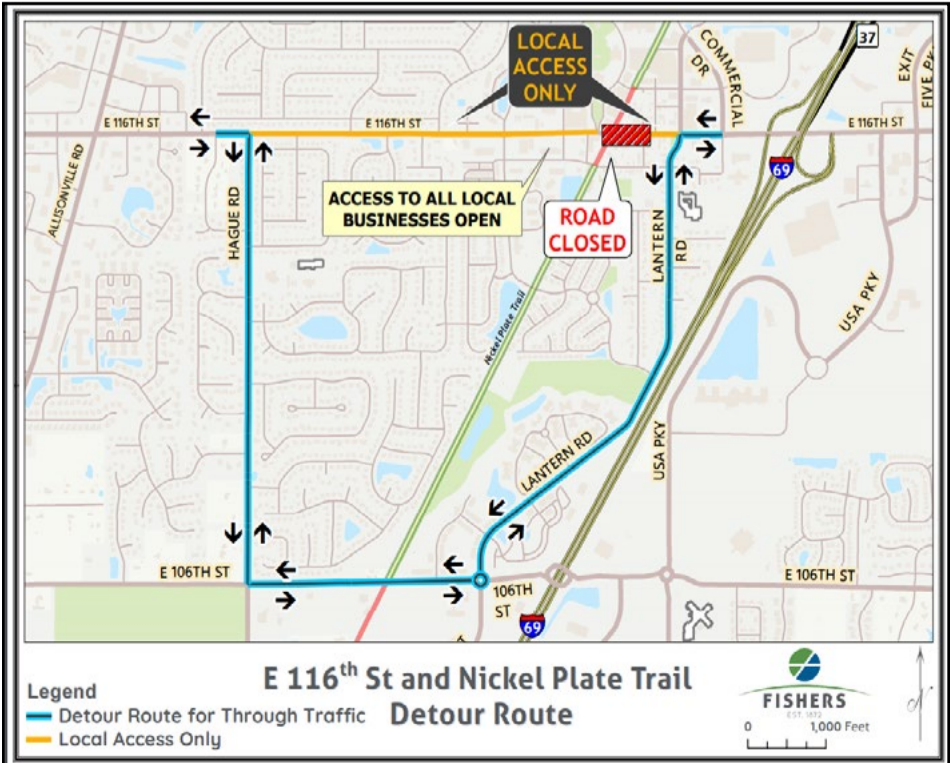 LOCAL
ACCESS
ONLY
COMMERCIAL
DR
37
EXIT
FIVE
E 116TH ST
E 116TH ST
E 116TH ST
ALLISONVILLE RD
HAGUE RD
69
ACCESS TO ALL LOCAL
BUSINESSES OPEN
ROAD
CLOSED
LANTERN
RD
USA PKY
Nickel Plate Trail
LANTERN RD
USA PKY
E 106TH ST
106TH
ST
E 106TH ST
69
E 116th St and Nickel Plate Trail
Detour Route
Legend
Detour Route for Through Traffic
Local Access Only
FISHERS
EST. 1872
0 1,000 Feet
N